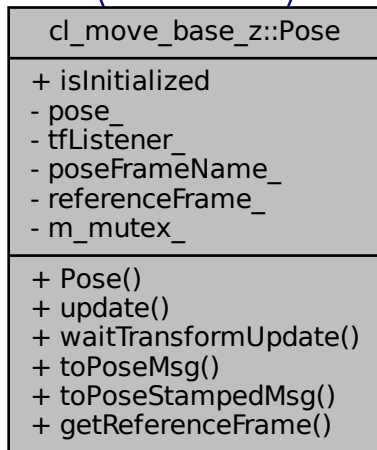 cl_move_base_z::Pose
+ isInitialized
- pose_
- tfListener_
- poseFrameName_
- referenceFrame_
- m_mutex_
+ Pose()
+ update()
+ waitTransformUpdate()
+ toPoseMsg()
+ toPoseStampedMsg()
+ getReferenceFrame()